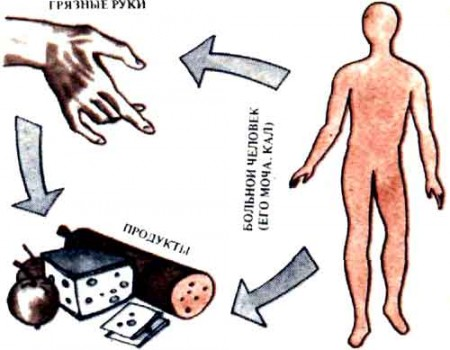 ГРЯЗНЫЕ РУКИ
БОЛЬНОЙ ЧЕЛОВЕК
(ЕГО МОЧА. КАЛ)
ПРОДУКТЫ